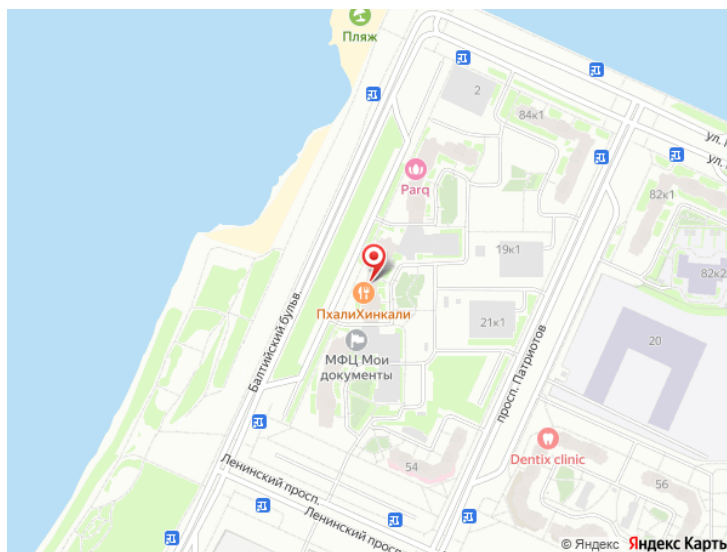 Пляж
2
84к1
ул.
ул.
Parq
82к1
19к1
82к2
ПхалиХинкали
Балтийский бульв.
21к1
20
МФЦ Мои
документы
просп. Патриотов
Dentix clinic
54
Ленинский просп.
56
Ленинский просп
© Яндекс Яндекс Карты